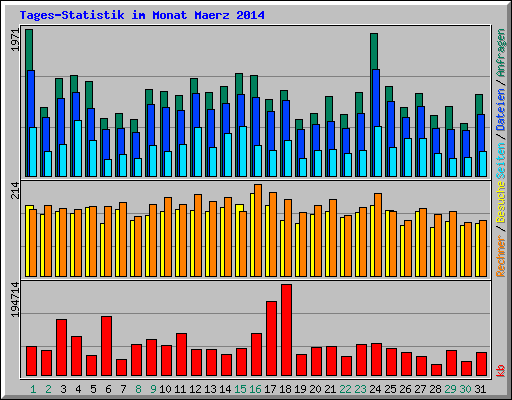 Tages-Statistik im Monat Maerz 2014
1971
214
194714
Rechner / Besuche Seiten / Dateien / Anfragen
kb
1 2 3 4 5 6 7 8 9 10 11 12 13 14 15 16 17 18 19 20 21 22 23 24 25 26 27 28 29 30 31